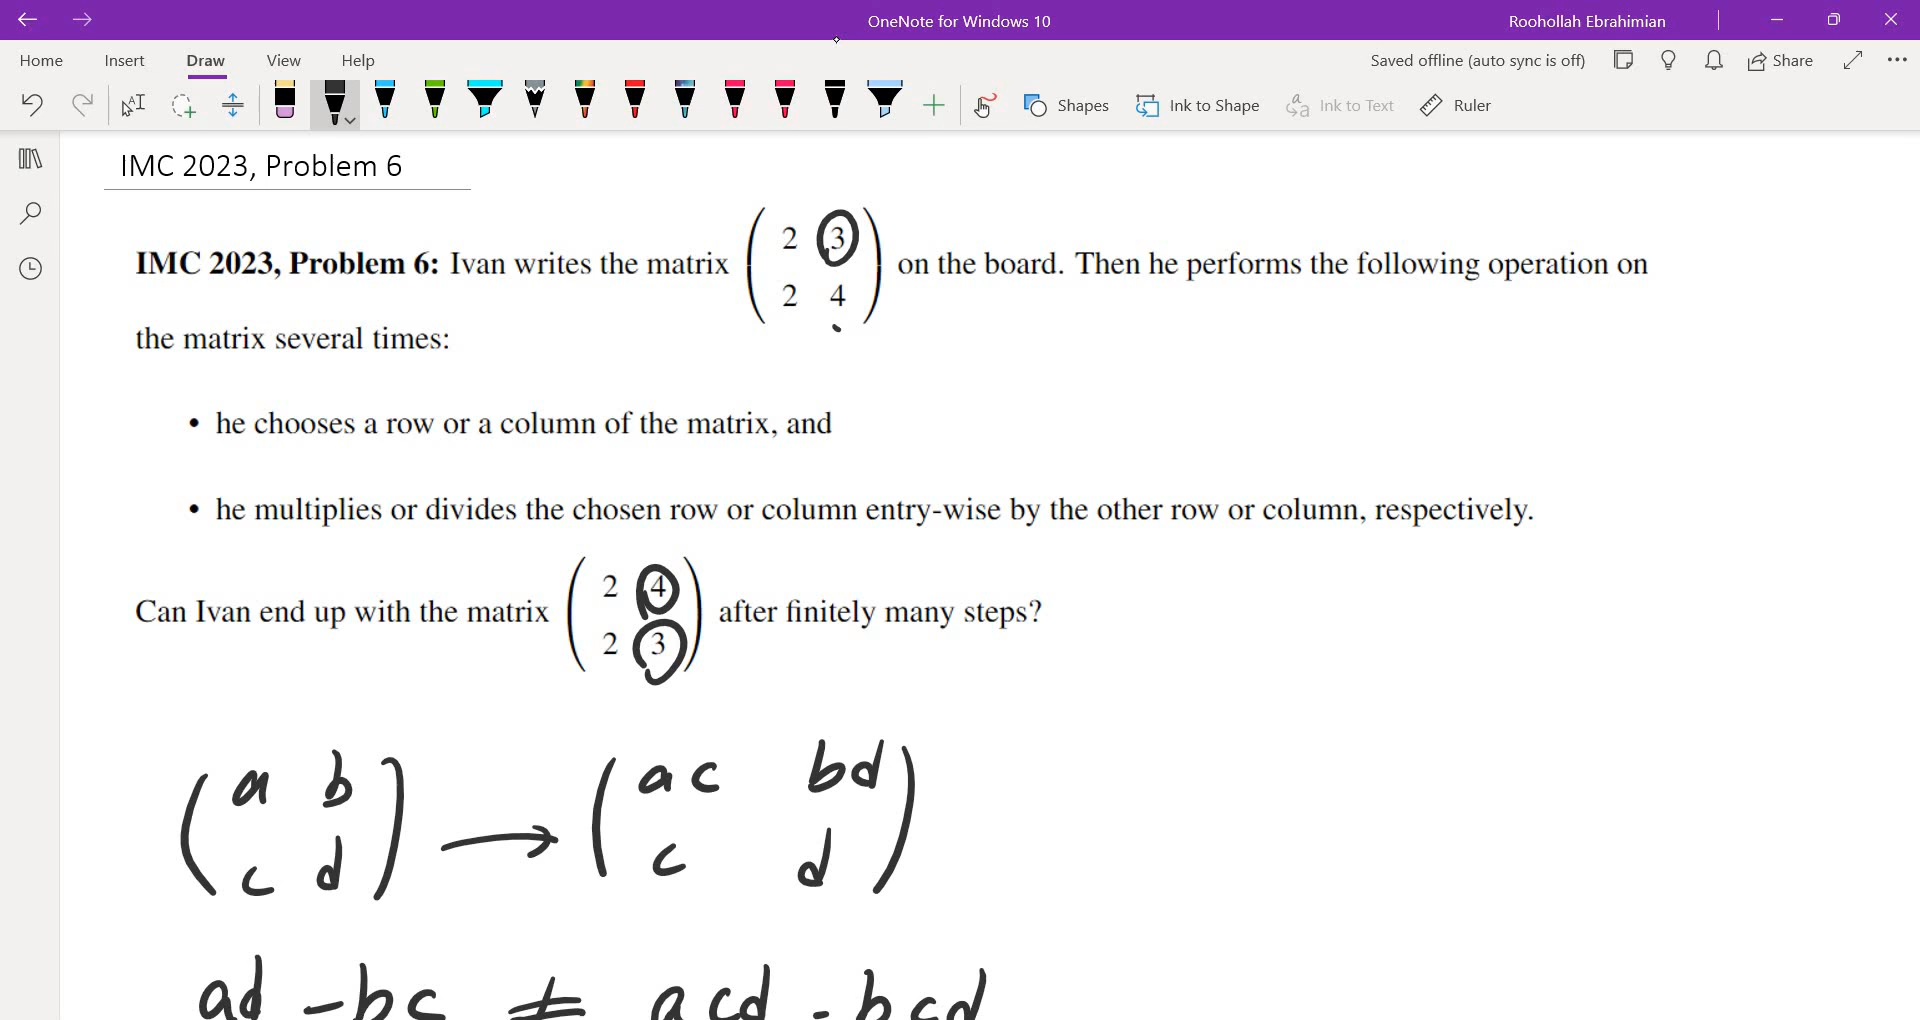 OneNote for Windows 10
Roohollah Ebrahimian
Home Insert Draw View Help
Saved offline (auto sync is off) Share
Shapes Ink to Shape Ink to Text Ruler
IMC 2023, Problem 6
IMC 2023, Problem 6: Ivan writes the matrix ( 2 3 ) on the board. Then he performs the following operation on
2 4
the matrix several times:
• he chooses a row or a column of the matrix, and
• he multiplies or divides the chosen row or column entry-wise by the other row or column, respectively.
Can Ivan end up with the matrix ( 2 4 ) after finitely many steps?
2 3
( a b ) → ( ac bd )
c d c d
ad - bc ≠ acd - bcd